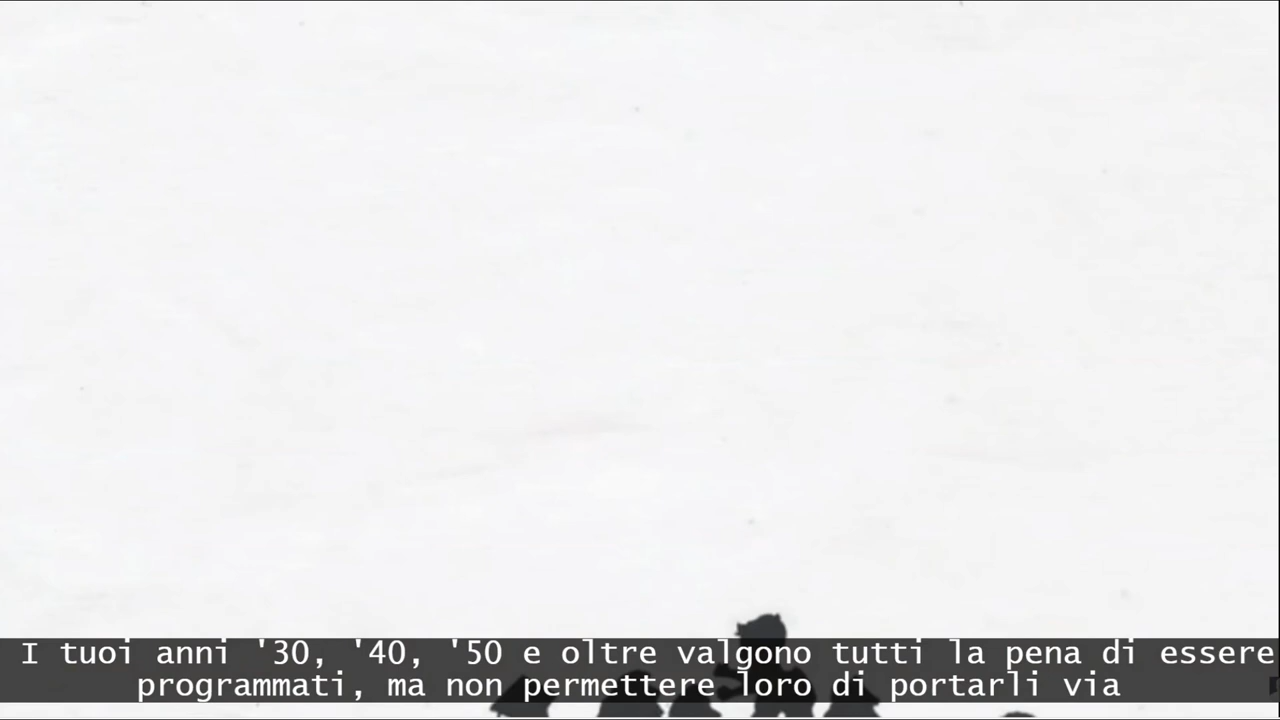 I tuoi anni '30, '40, '50 e oltre valgono tutti la pena di essere
programmati, ma non permettere loro di portarli via